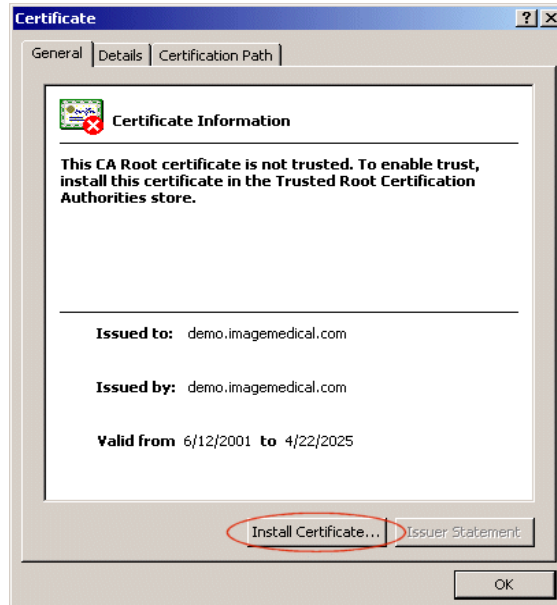 Certificate
General Details Certification Path
Certificate Information
This CA Root certificate is not trusted. To enable trust,
install this certificate in the Trusted Root Certification
Authorities store.
Issued to: demo.imagemedical.com
Issued by: demo.imagemedical.com
Valid from 6/12/2001 to 4/22/2025
Install Certificate... Issuer Statement
OK